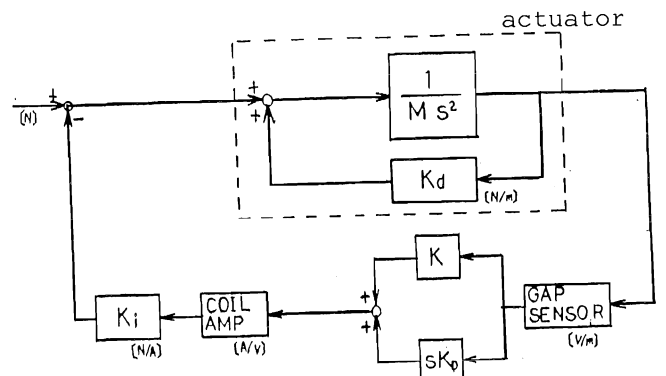 actuator
+
-
[N]
+
+
1
M S²
Kd
[N/m]
K
+
+
sKD
GAP
SENSOR
[V/m]
COIL
AMP
[A/V]
Ki
[N/A]